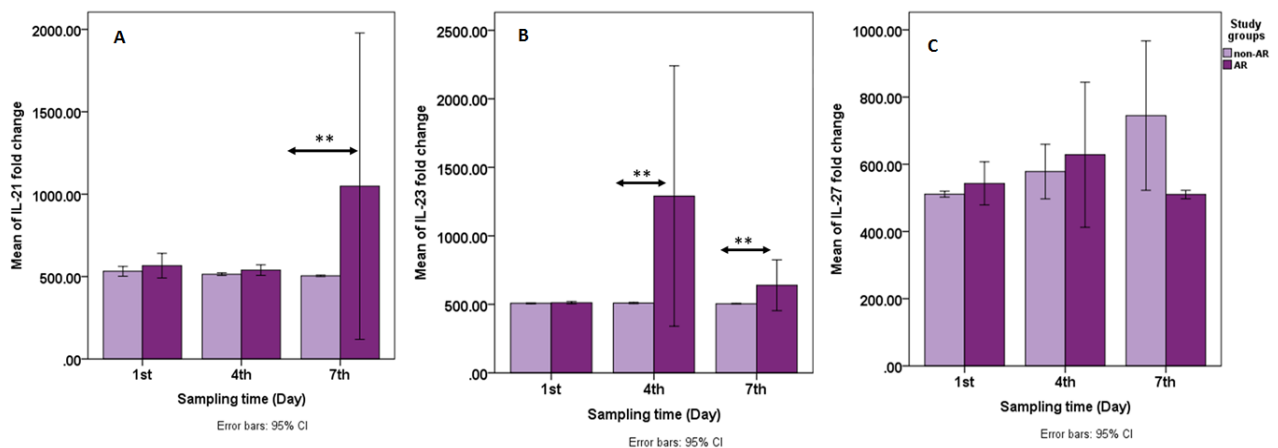 A
Mean of IL-21 fold change
2000.00
1500.00
1000.00
500.00
.00
**
1st 4th 7th
Sampling time (Day)
Error bars: 95% CI
B
Mean of IL-23 fold change
2500.00
2000.00
1500.00
1000.00
500.00
.00
**
**
1st 4th 7th
Sampling time (Day)
Error bars: 95% CI
C
Mean of IL-27 fold change
1000.00
800.00
600.00
400.00
200.00
.00
1st 4th 7th
Sampling time (Day)
Error bars: 95% CI
Study
groups
non-AR
AR